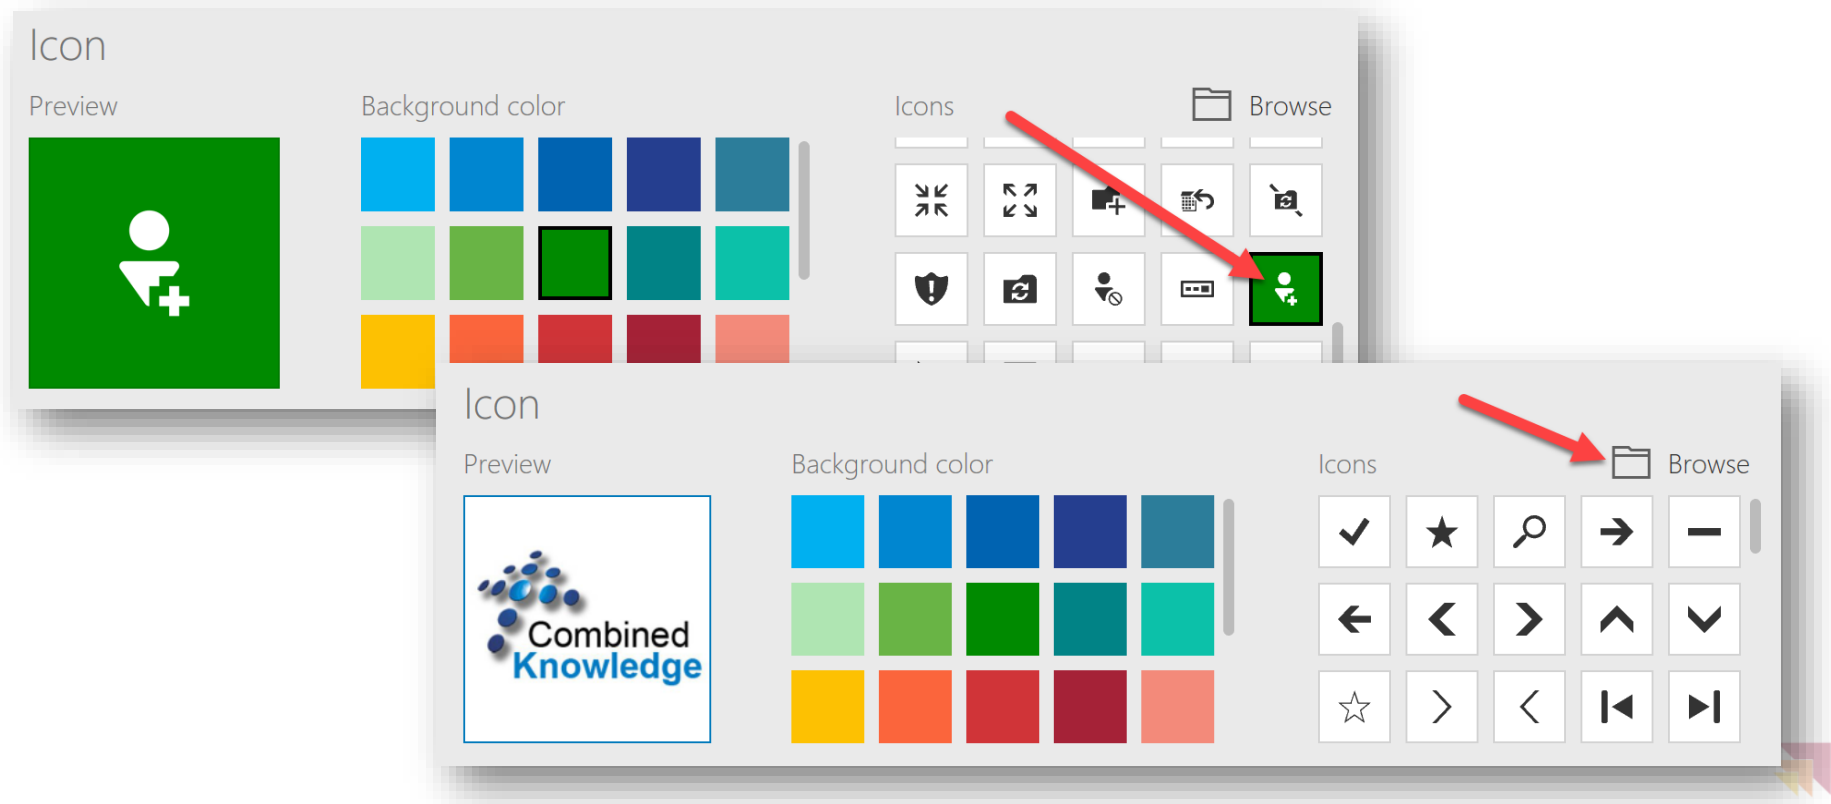 Icon
Preview
Background color
Icons
Browse
Icon
Preview
Background color
Icons
Browse
Combined
Knowledge